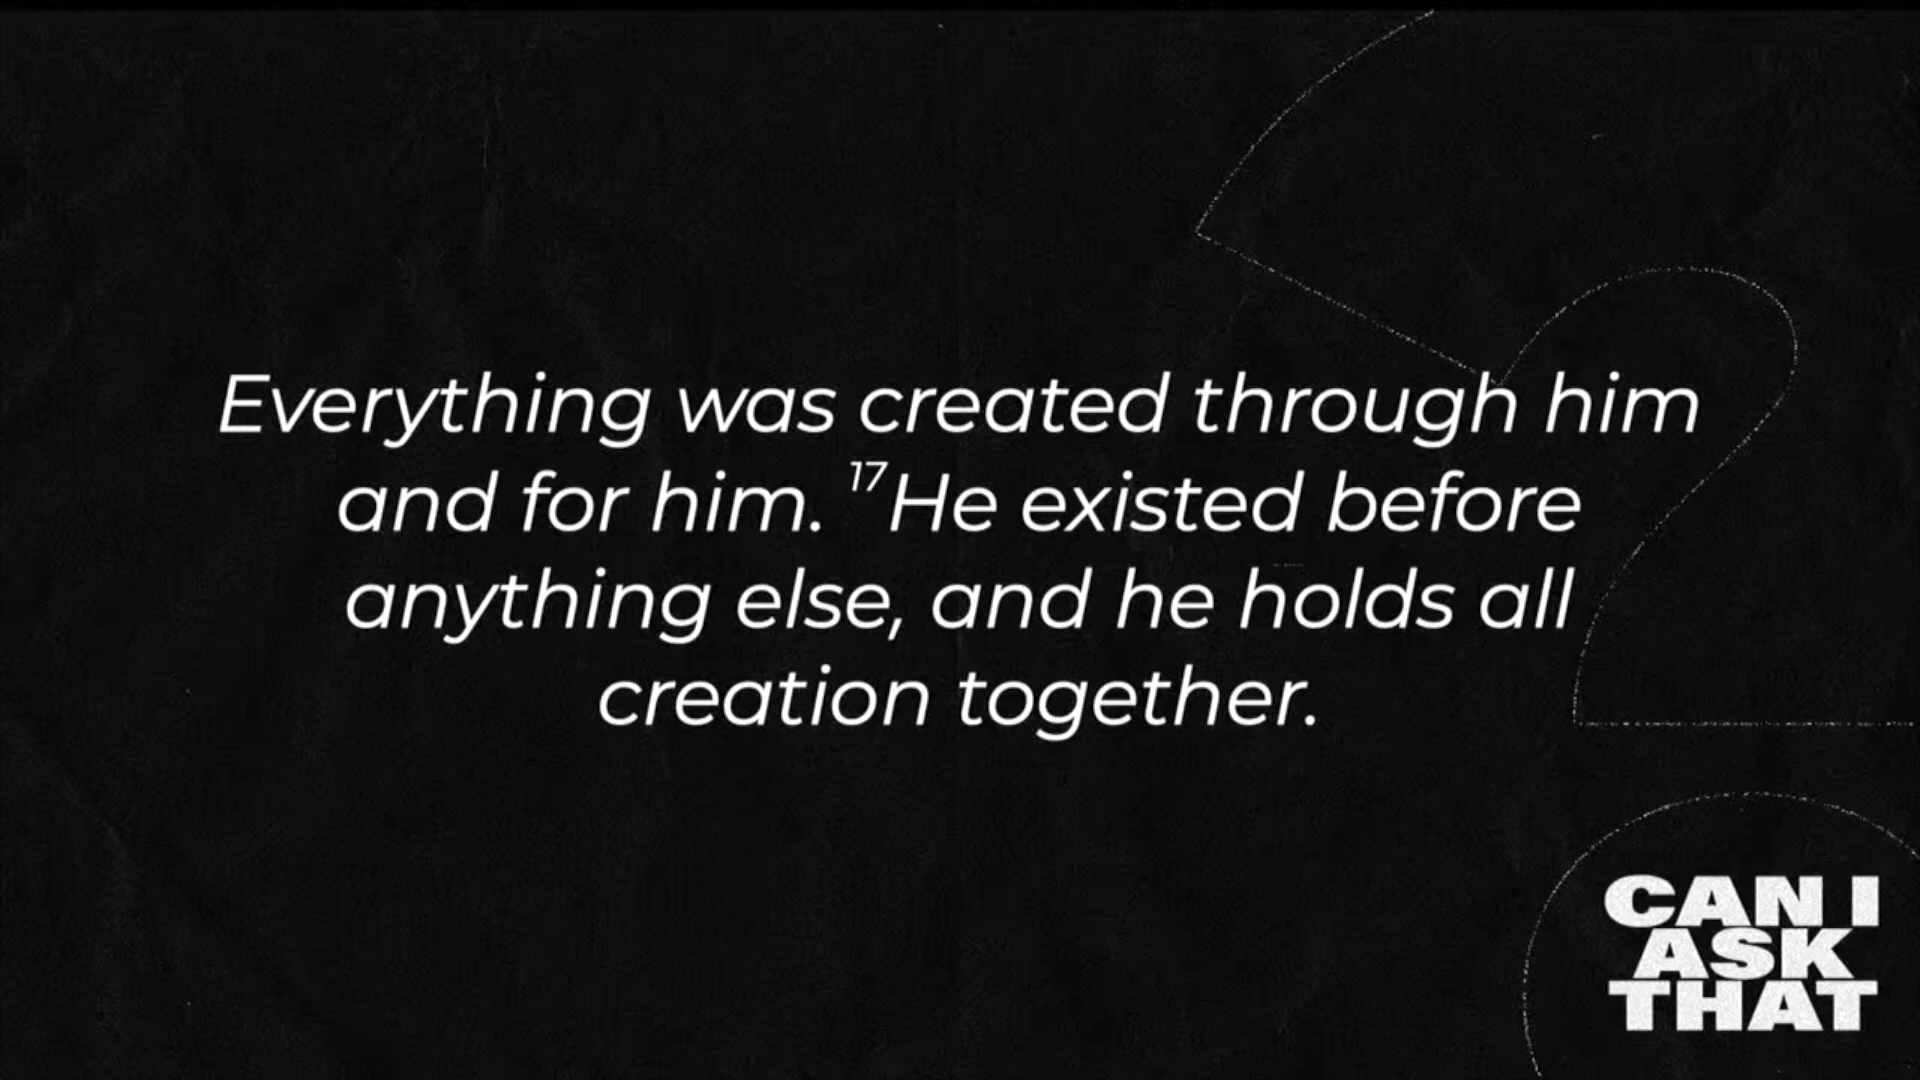 Everything was created through him
and for him. ¹⁷He existed before
anything else, and he holds all
creation together.
CAN I
ASK
THAT